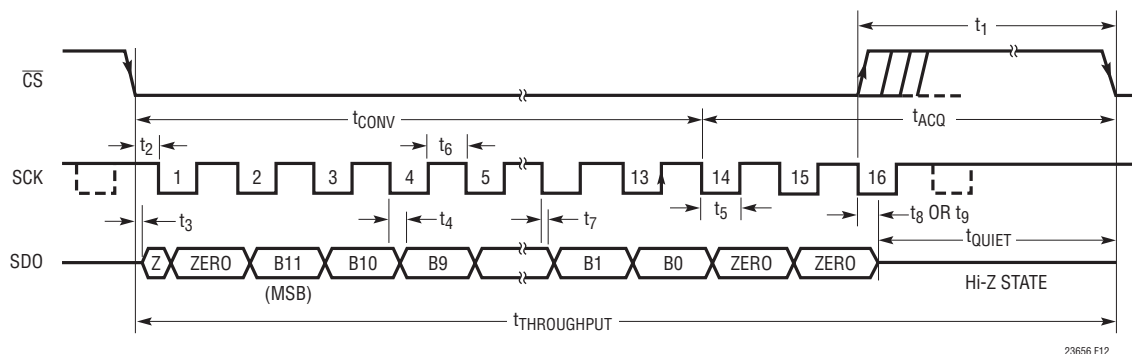 t1
CS
tCONV
tACQ
t2
t6
SCK
1 2 3 4 5 13 14 15 16
t3
t4
t7
t5
t8 OR t9
tQUIET
SDO
Z ZERO B11 B10 B9 B1 B0 ZERO ZERO
(MSB)
Hi-Z STATE
tTHROUGHPUT
23656 F12